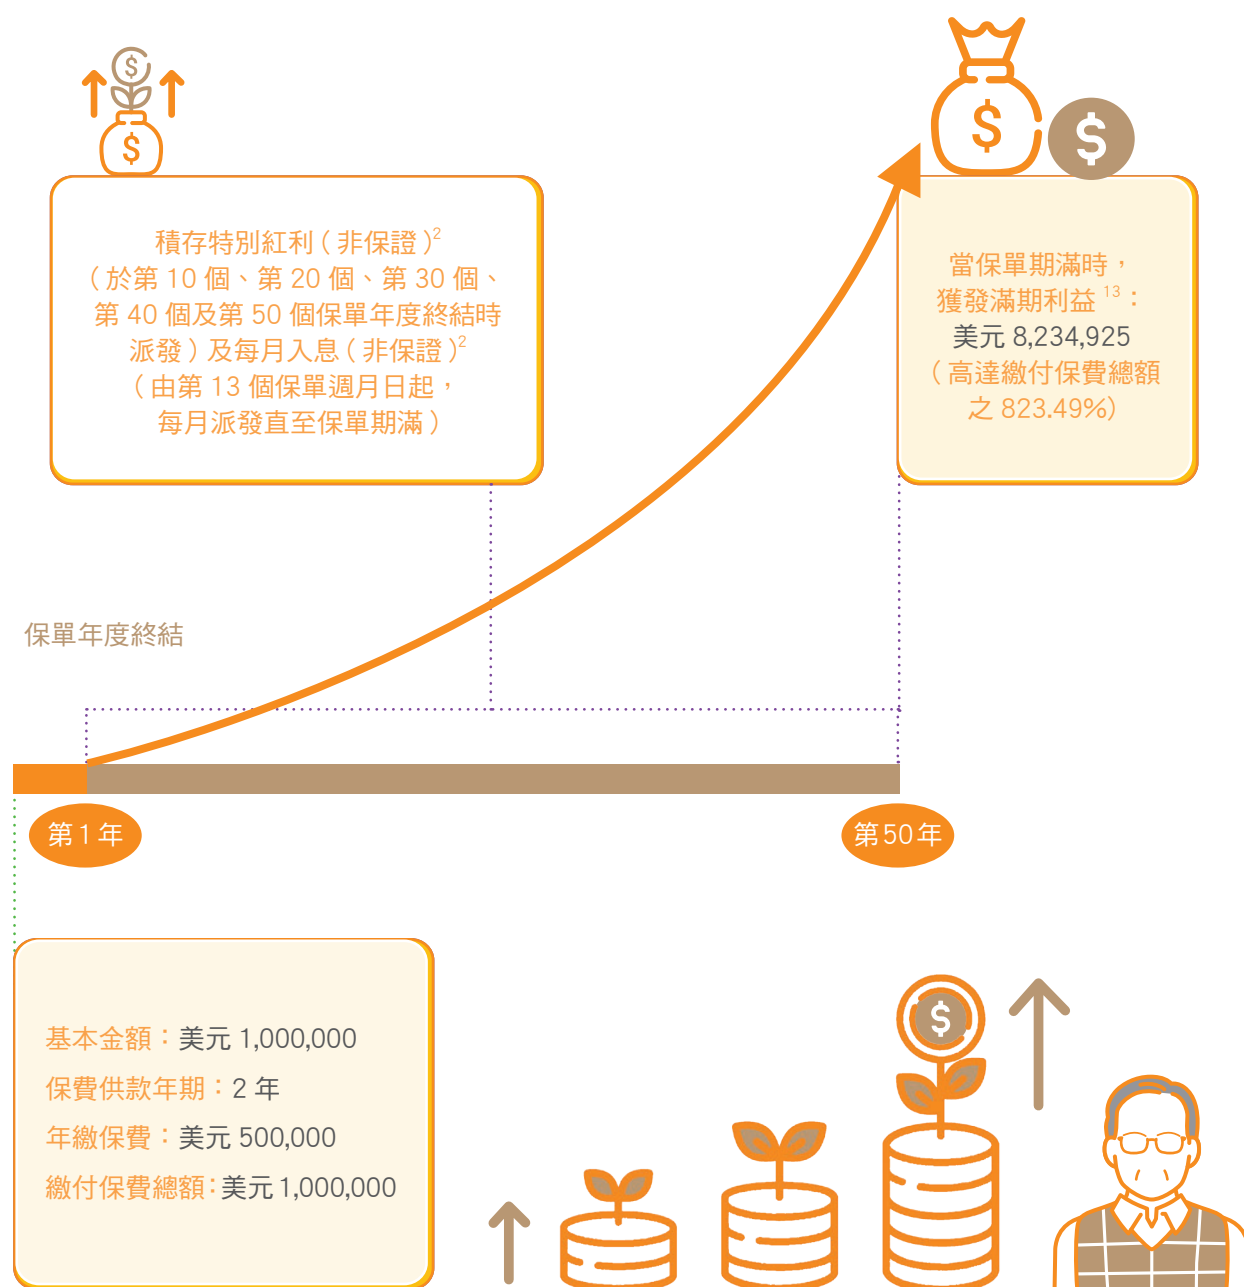 積存特別紅利(非保證)2
(於第 10 個、第 20 個、第 30 個、
第 40 個及第 50 個保單年度終結時
派發)及每月入息(非保證)2
(由第 13 個保單週月日起,
每月派發直至保單期滿)
當保單期滿時,
獲發滿期利益 13:
美元 8,234,925
(高達繳付保費總額
之 823.49%)
保單年度終結
第1年
第50年
基本金額:美元 1,000,000
保費供款年期:2 年
年繳保費:美元 500,000
繳付保費總額:美元 1,000,000